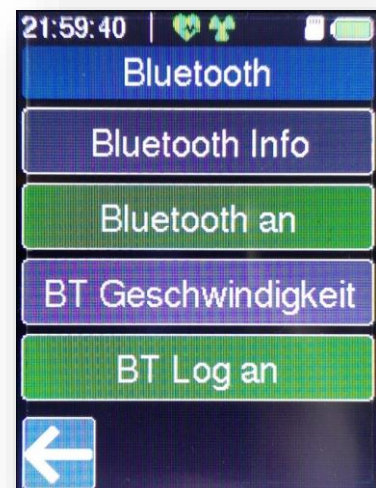 21:59:40
Bluetooth
Bluetooth Info
Bluetooth an
BT Geschwindigkeit
BT Log an